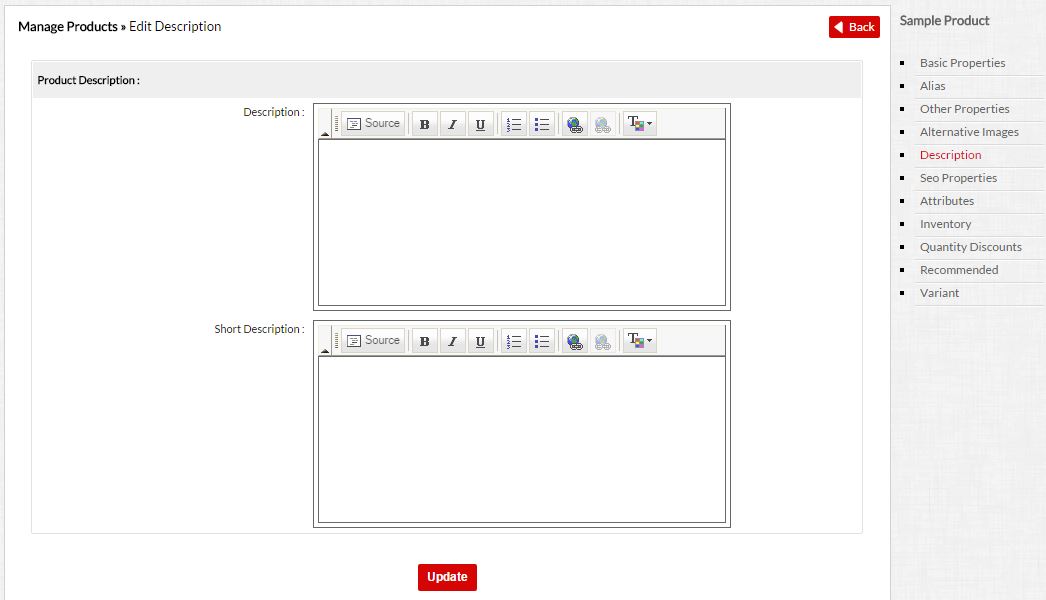 Manage Products » Edit Description
Back
Product Description :
Description :
Source B I U T
Short Description :
Source B I U T
Update
Sample Product
Basic Properties
Alias
Other Properties
Alternative Images
Description
Seo Properties
Attributes
Inventory
Quantity Discounts
Recommended
Variant